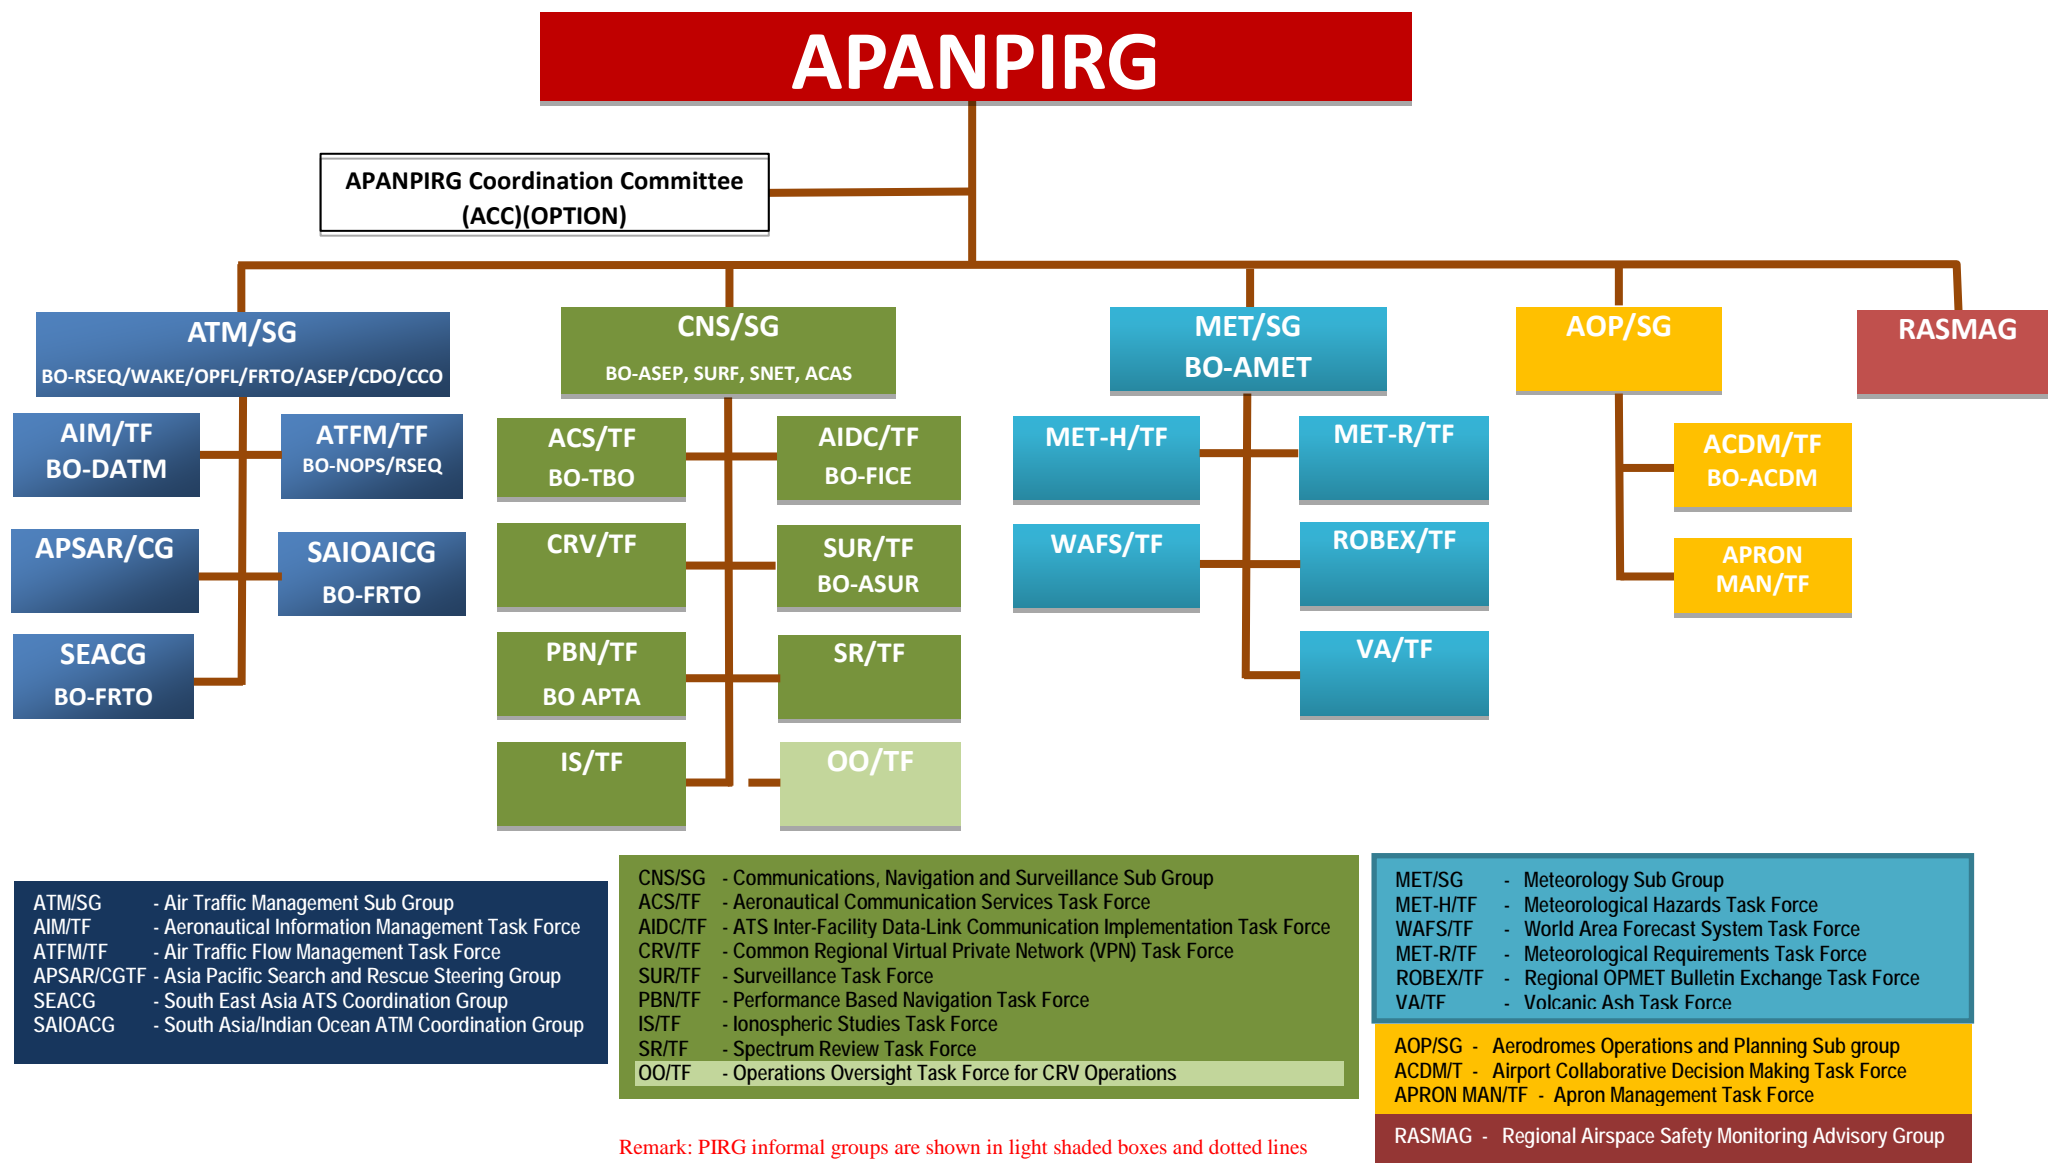 APANPIRG
APANPIRG Coordination Committee
(ACC)(OPTION)
ATM/SG
BO-RSEQ/WAKE/OPFL/FRTO/ASEP/CDO/CCO
CNS/SG
BO-ASEP, SURF, SNET, ACAS
MET/SG
BO-AMET
AOP/SG
RASMAG
AIM/TF
BO-DATM
ATFM/TF
BO-NOPS/RSEQ
APSAR/CG
SAIOAICG
BO-FRTO
SEACG
BO-FRTO
ACS/TF
BO-TBO
AIDC/TF
BO-FICE
CRV/TF
SUR/TF
BO-ASUR
PBN/TF
BO APTA
SR/TF
IS/TF
OO/TF
MET-H/TF
MET-R/TF
WAFS/TF
ROBEX/TF
VA/TF
ACDM/TF
BO-ACDM
APRON
MAN/TF
ATM/SG - Air Traffic Management Sub Group
AIM/TF - Aeronautical Information Management Task Force
ATFM/TF - Air Traffic Flow Management Task Force
APSAR/CGTF - Asia Pacific Search and Rescue Steering Group
SEACG - South East Asia ATS Coordination Group
SAIOACG - South Asia/Indian Ocean ATM Coordination Group
CNS/SG - Communications, Navigation and Surveillance Sub Group
ACS/TF - Aeronautical Communication Services Task Force
AIDC/TF - ATS Inter-Facility Data-Link Communication Implementation Task Force
CRV/TF - Common Regional Virtual Private Network (VPN) Task Force
SUR/TF - Surveillance Task Force
PBN/TF - Performance Based Navigation Task Force
IS/TF - Ionospheric Studies Task Force
SR/TF - Spectrum Review Task Force
OO/TF - Operations Oversight Task Force for CRV Operations
MET/SG - Meteorology Sub Group
MET-H/TF - Meteorological Hazards Task Force
WAFS/TF - World Area Forecast System Task Force
MET-R/TF - Meteorological Requirements Task Force
ROBEX/TF - Regional OPMET Bulletin Exchange Task Force
VA/TF - Volcanic Ash Task Force
AOP/SG - Aerodromes Operations and Planning Sub group
ACDM/T - Airport Collaborative Decision Making Task Force
APRON MAN/TF - Apron Management Task Force
RASMAG - Regional Airspace Safety Monitoring Advisory Group
Remark: PIRG informal groups are shown in light shaded boxes and dotted lines